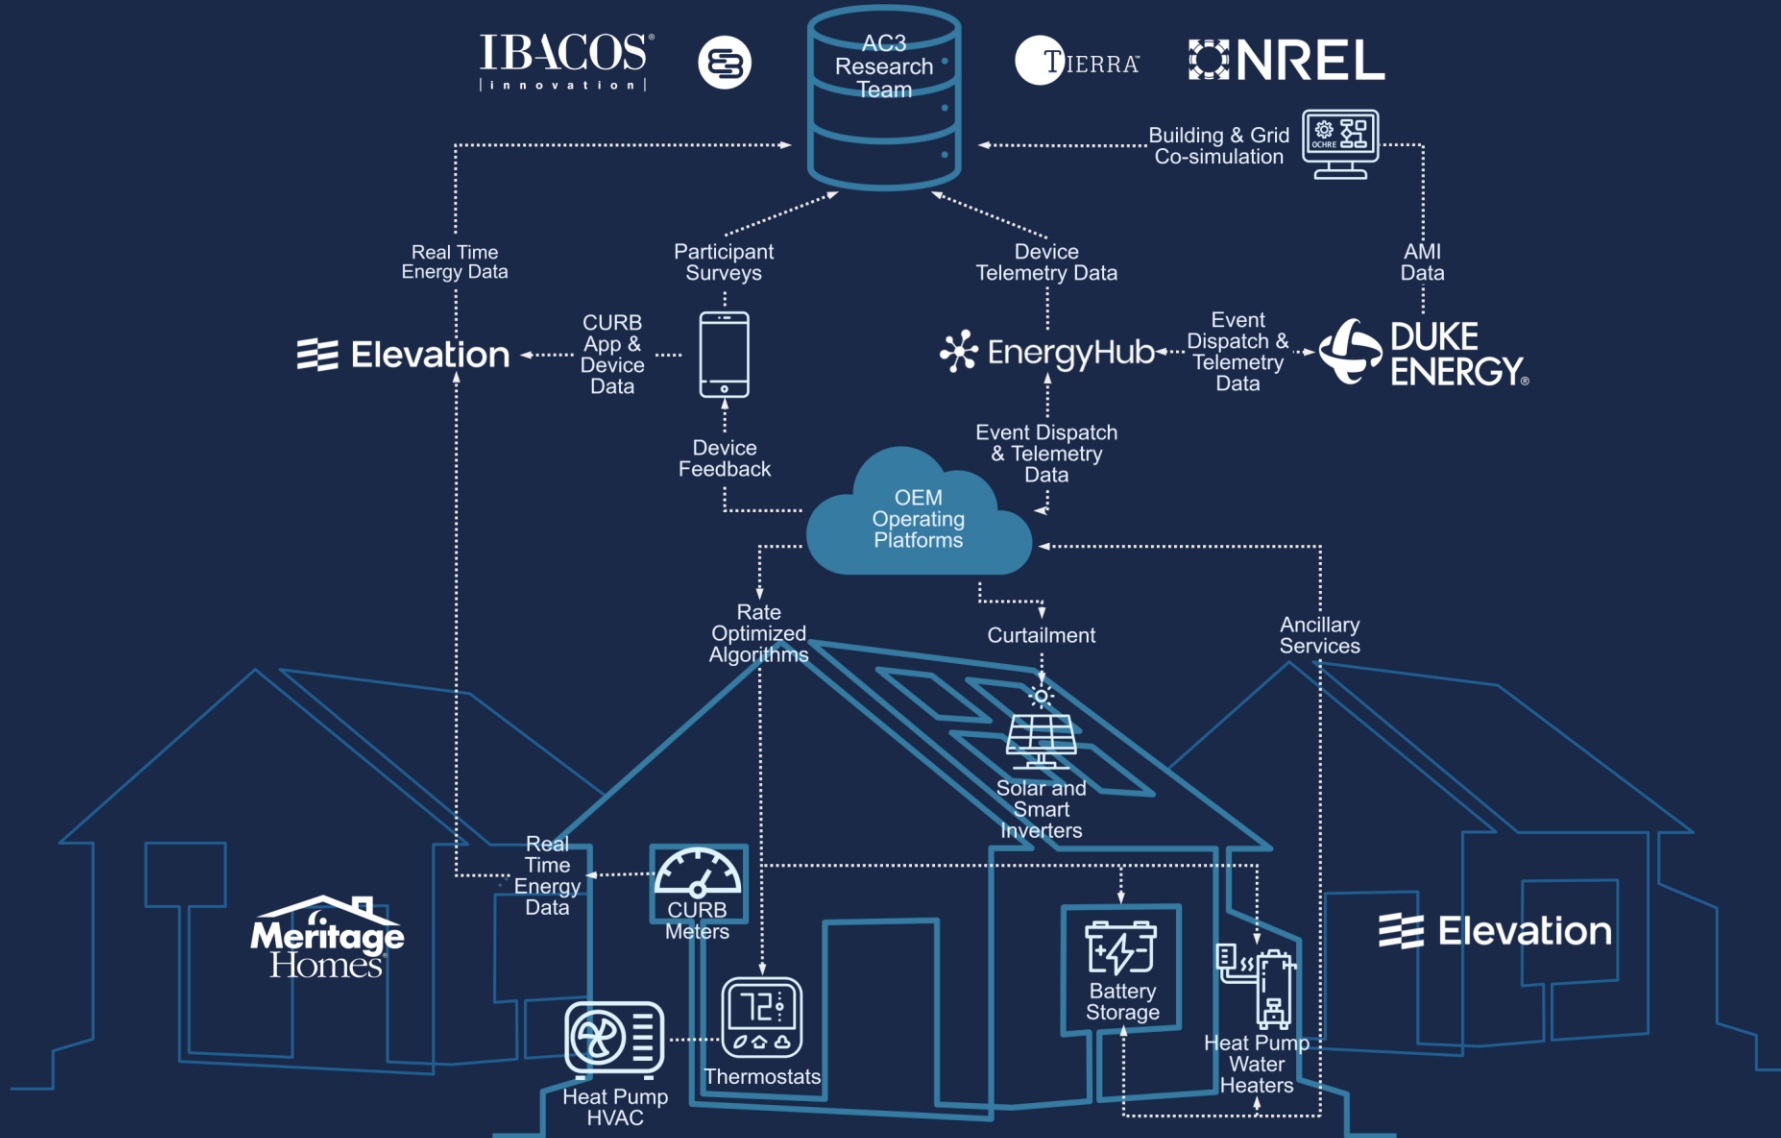 IBACOS®
innovation
AC3
Research
Team
TIERRA™
NREL
Building & Grid
Co-simulation
OCHRE
Real Time
Energy Data
Participant
Surveys
Device
Telemetry Data
AMI
Data
Elevation
CURB
App &
Device
Data
EnergyHub
Event
Dispatch &
Telemetry
Data
DUKE
ENERGY®
Device
Feedback
Event Dispatch
& Telemetry
Data
OEM
Operating
Platforms
Rate
Optimized
Algorithms
Curtailment
Ancillary
Services
Solar and
Smart
Inverters
Real
Time
Energy
Data
CURB
Meters
Meritage
Homes®
Elevation
Battery
Storage
72
Thermostats
Heat Pump
HVAC
Heat Pump
Water
Heaters